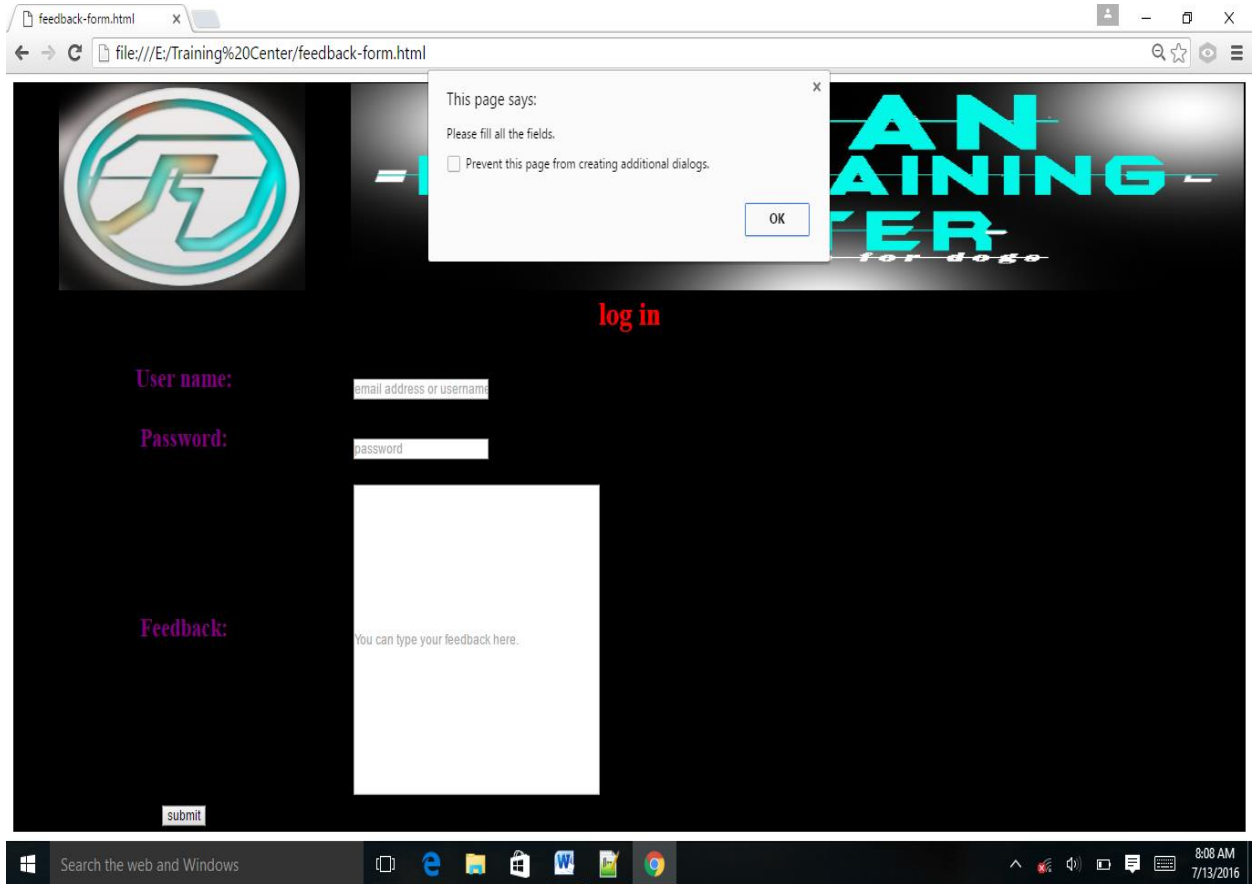 feedback-form.html
file:///E:/Training%20Center/feedback-form.html
This page says:
Please fill all the fields.
Prevent this page from creating additional dialogs.
OK
for dogs
log in
User name:
email address or username
Password:
password
Feedback:
You can type your feedback here.
submit
Search the web and Windows
8:08 AM
7/13/2016